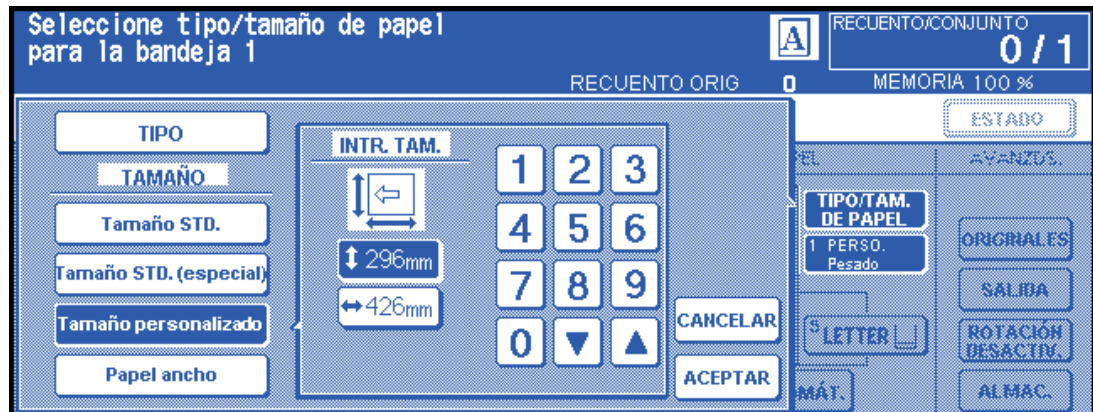 Seleccione tipo/tamaño de papel
para la bandeja 1
A
RECUENTO/CONJUNTO
0 / 1
RECUENTO ORIG 0
MEMORIA 100 %
ESTADO
TIPO
TAMAÑO
Tamaño STD.
Tamaño STD. (especial)
Tamaño personalizado
Papel ancho
INTR. TAM.
296mm
426mm
1 2 3
4 5 6
7 8 9
0
CANCELAR
ACEPTAR
TIPO/TAM.
DE PAPEL
1 PERSO.
Pesado
LETTER
MÁT.
AVANZDS.
ORIGINALES
SALIDA
ROTACIÓN
DESACTIV.
ALMAC.